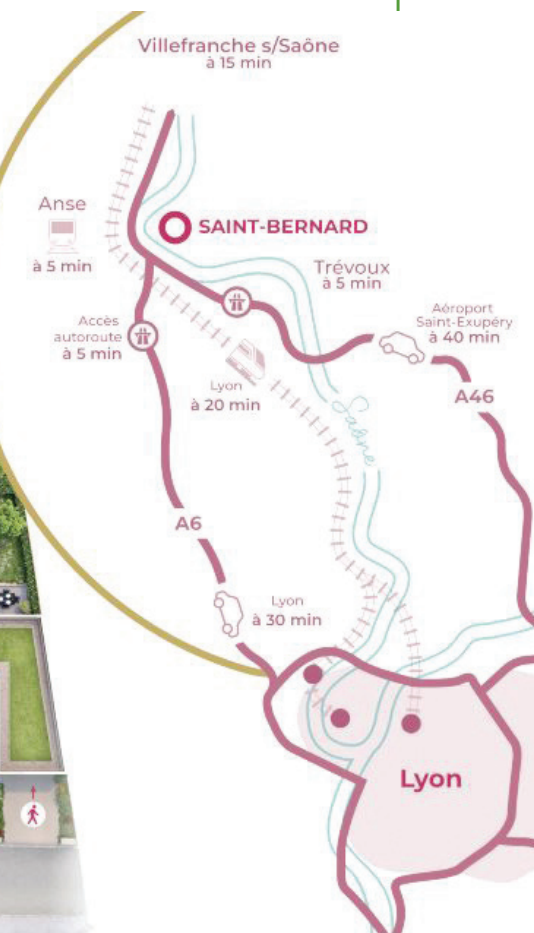 Villefranche s/Saône
à 15 min
Anse
à 5 min
SAINT-BERNARD
Trévoux
à 5 min
Accès
autoroute
à 5 min
Aéroport
Saint-Exupéry
à 40 min
Lyon
à 20 min
A46
Saône
A6
Lyon
à 30 min
Lyon